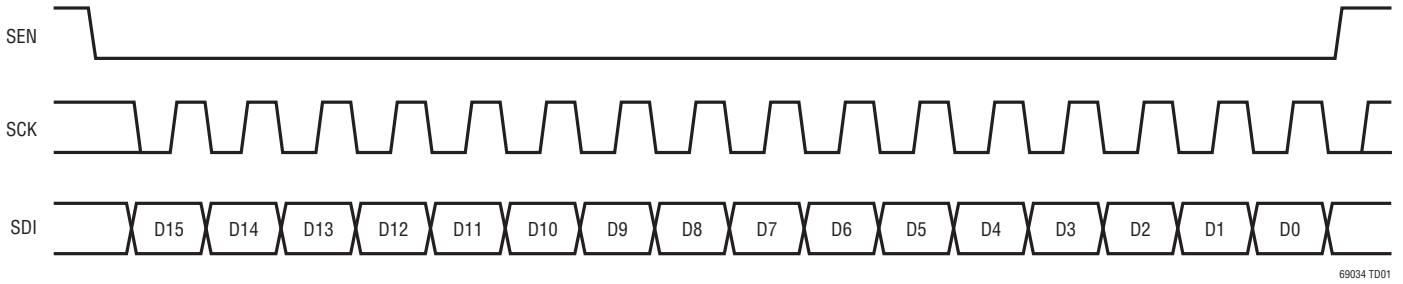 SEN
SCK
SDI D15 D14 D13 D12 D11 D10 D9 D8 D7 D6 D5 D4 D3 D2 D1 D0
69034 TD01